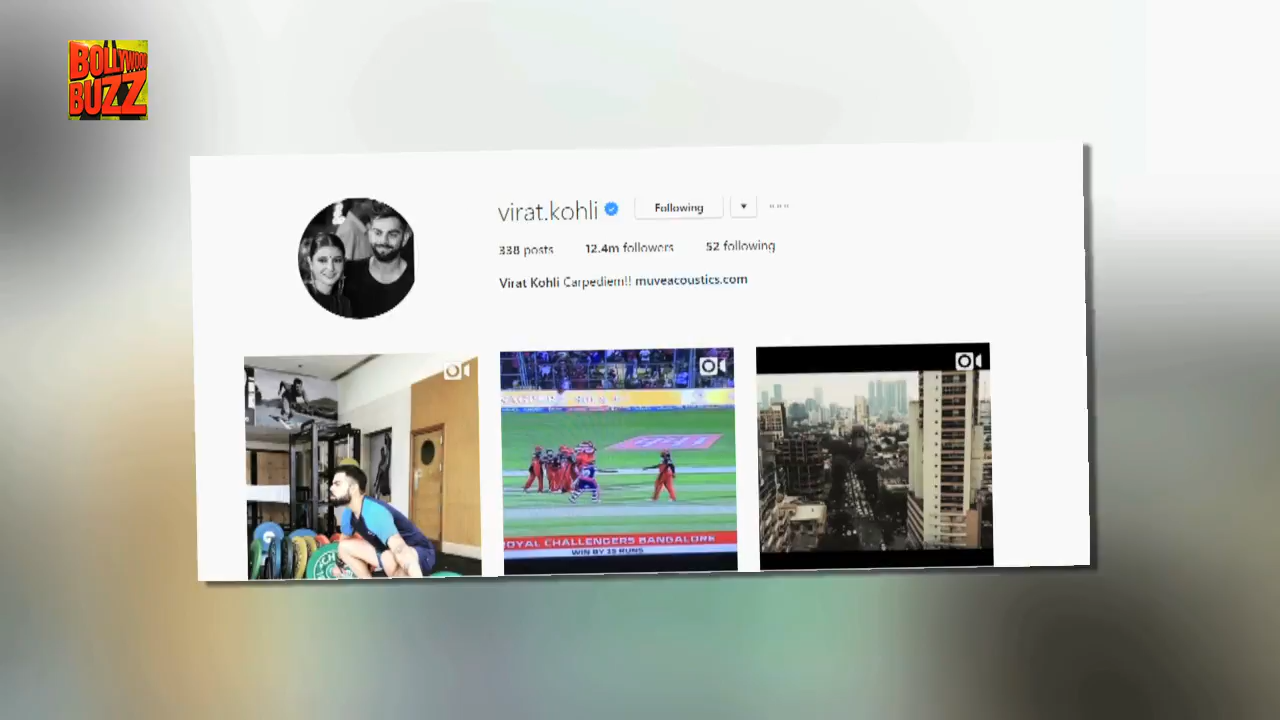 BOLLYWOOD
BUZZ
virat.kohli
Following
338 posts 12.4m followers 52 following
Virat Kohli Carpediem!! muveacoustics.com
ROYAL CHALLENGERS BANGALORE
WIN BY
RUNS